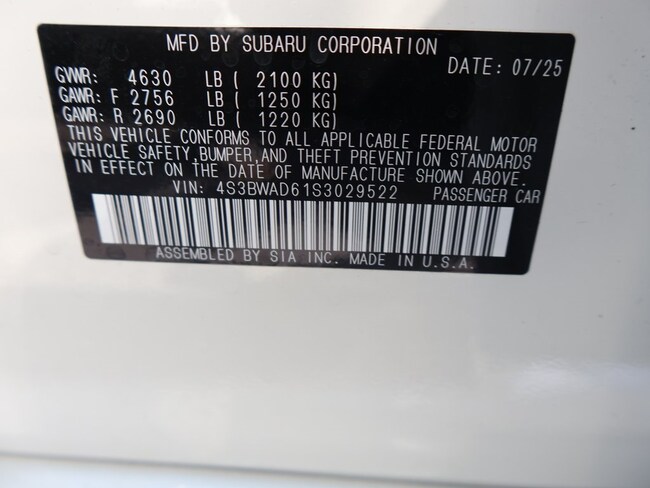 MFD BY SUBARU CORPORATION
DATE: 07/25
GVWR: 4630 LB ( 2100 KG)
GAWR: F 2756 LB ( 1250 KG)
GAWR: R 2690 LB ( 1220 KG)
THIS VEHICLE CONFORMS TO ALL APPLICABLE FEDERAL MOTOR
VEHICLE SAFETY,BUMPER,AND THEFT PREVENTION STANDARDS
IN EFFECT ON THE DATE OF MANUFACTURE SHOWN ABOVE.
VIN: 4S3BWAD61S3029522 PASSENGER CAR
ASSEMBLED BY SIA INC. MADE IN U.S.A.